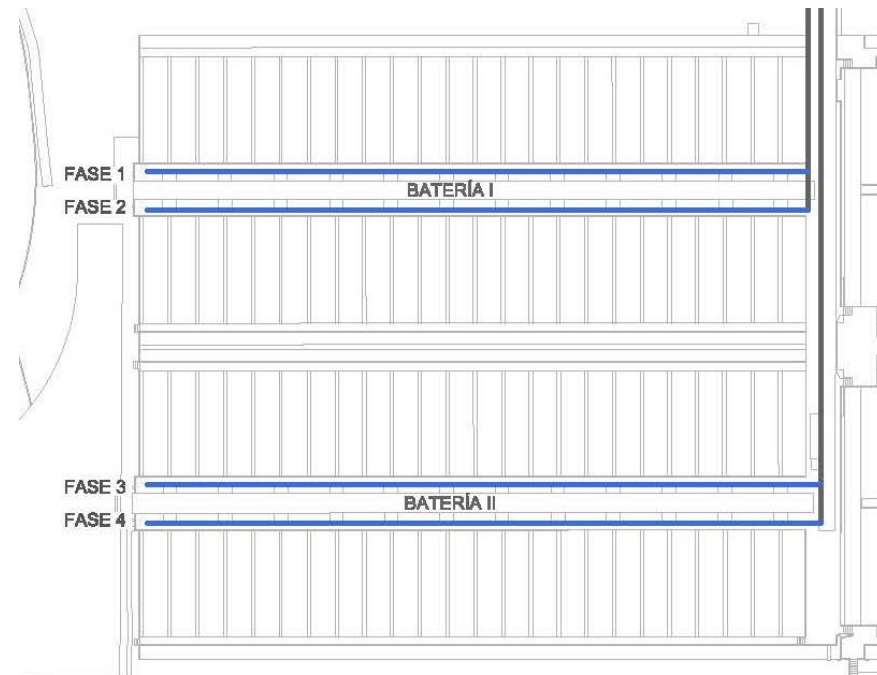 FASE 1
BATERÍA I
FASE 2
FASE 3
BATERÍA II
FASE 4